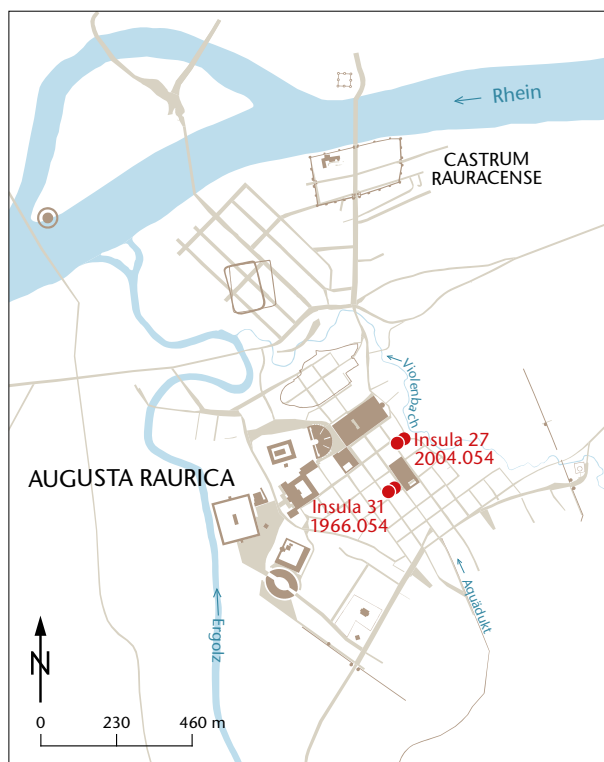 Rhein
CASTRUM
RAURACENSE
Violenbach
Insula 27
2004.054
AUGUSTA RAURICA
Insula 31
1966.054
Aquädukt
Ergolz
N
0 230 460 m